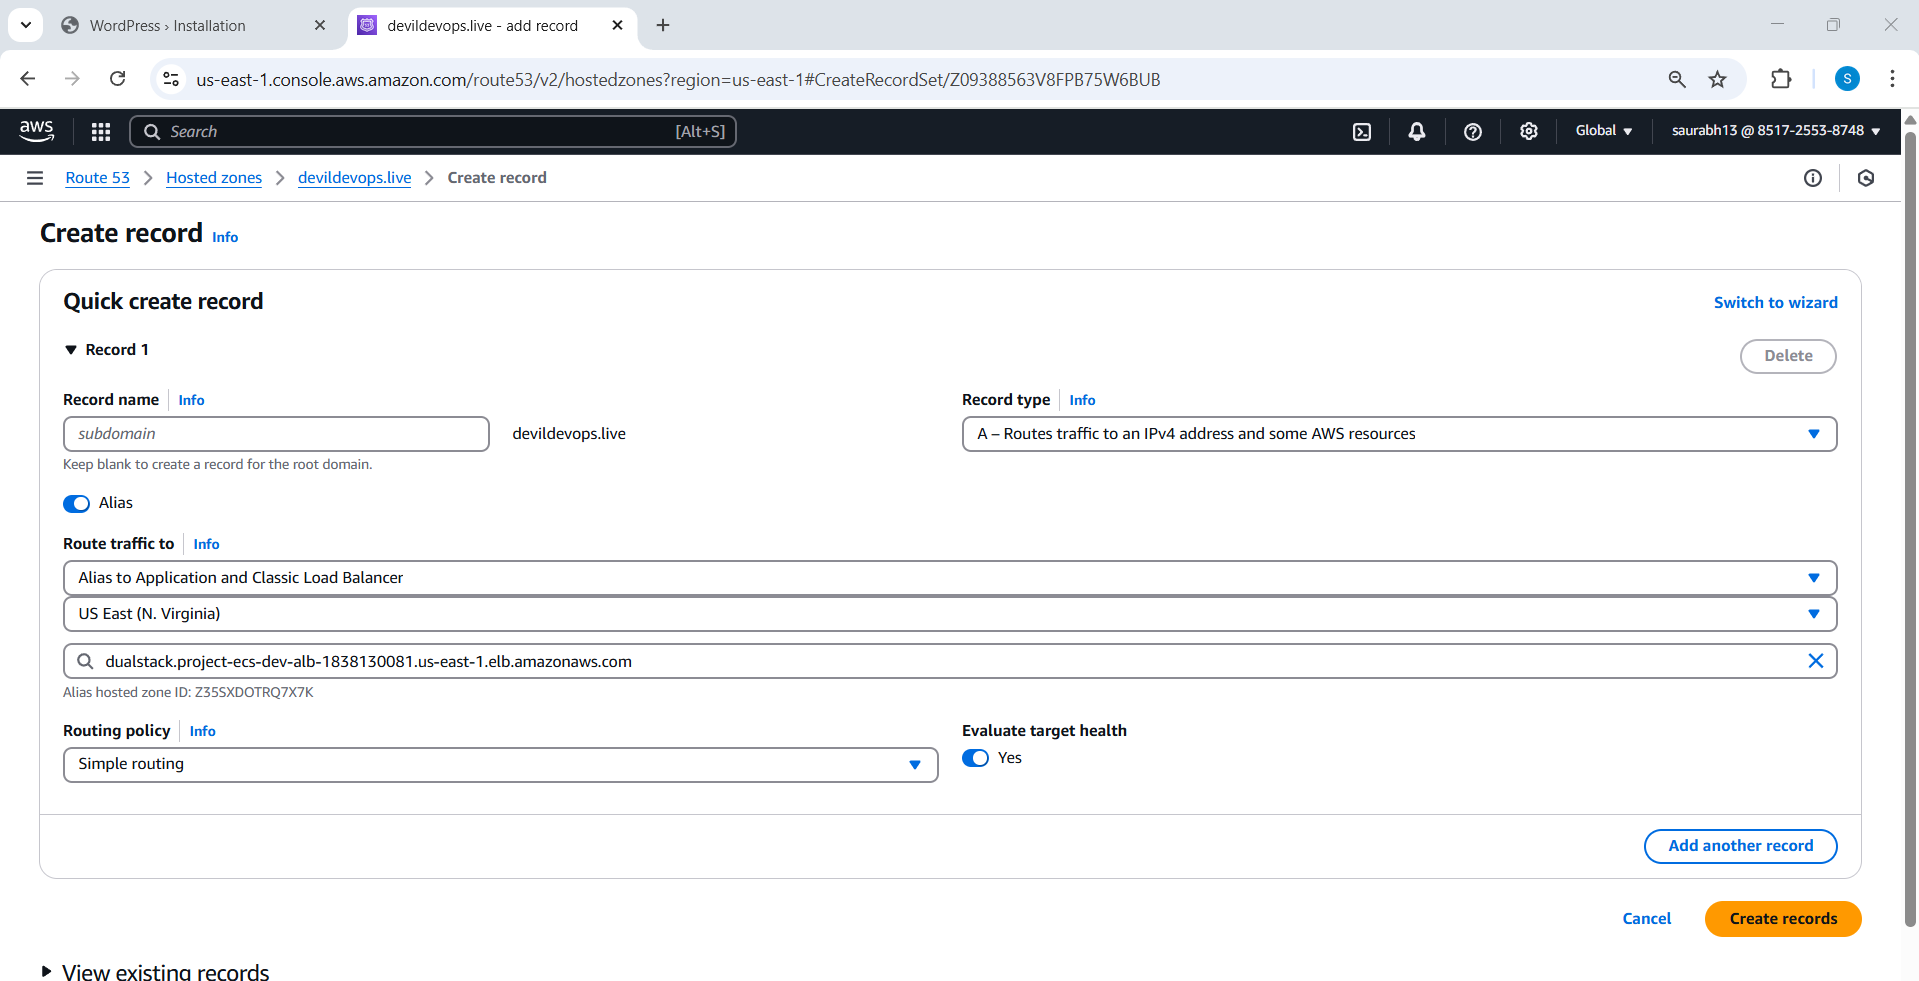 WordPress › Installation
devildevops.live - add record
us-east-1.console.aws.amazon.com/route53/v2/hostedzones?region=us-east-1#CreateRecordSet/Z09388563V8FPB75W6BUB
S
aws
Search
[Alt+S]
Global
saurabh13 @ 8517-2553-8748
Route 53
Hosted zones
devildevops.live
Create record
Create record Info
Quick create record
Switch to wizard
Record 1
Delete
Record name Info
Record type Info
subdomain
devildevops.live
A – Routes traffic to an IPv4 address and some AWS resources
Keep blank to create a record for the root domain.
Alias
Route traffic to Info
Alias to Application and Classic Load Balancer
US East (N. Virginia)
dualstack.project-ecs-dev-alb-1838130081.us-east-1.elb.amazonaws.com
Alias hosted zone ID: Z35SXDOTRQ7X7K
Routing policy Info
Evaluate target health
Simple routing
Yes
Add another record
Cancel
Create records
View existing records